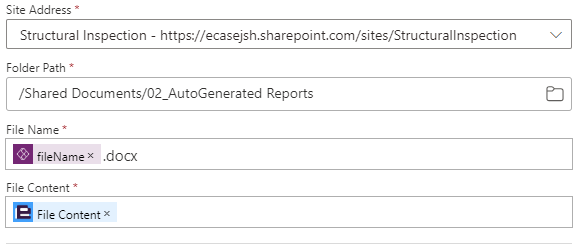 Site Address *
Structural Inspection - https://ecasejsh.sharepoint.com/sites/StructuralInspection
Folder Path *
/Shared Documents/02_AutoGenerated Reports
File Name *
fileName × .docx
File Content *
File Content ×